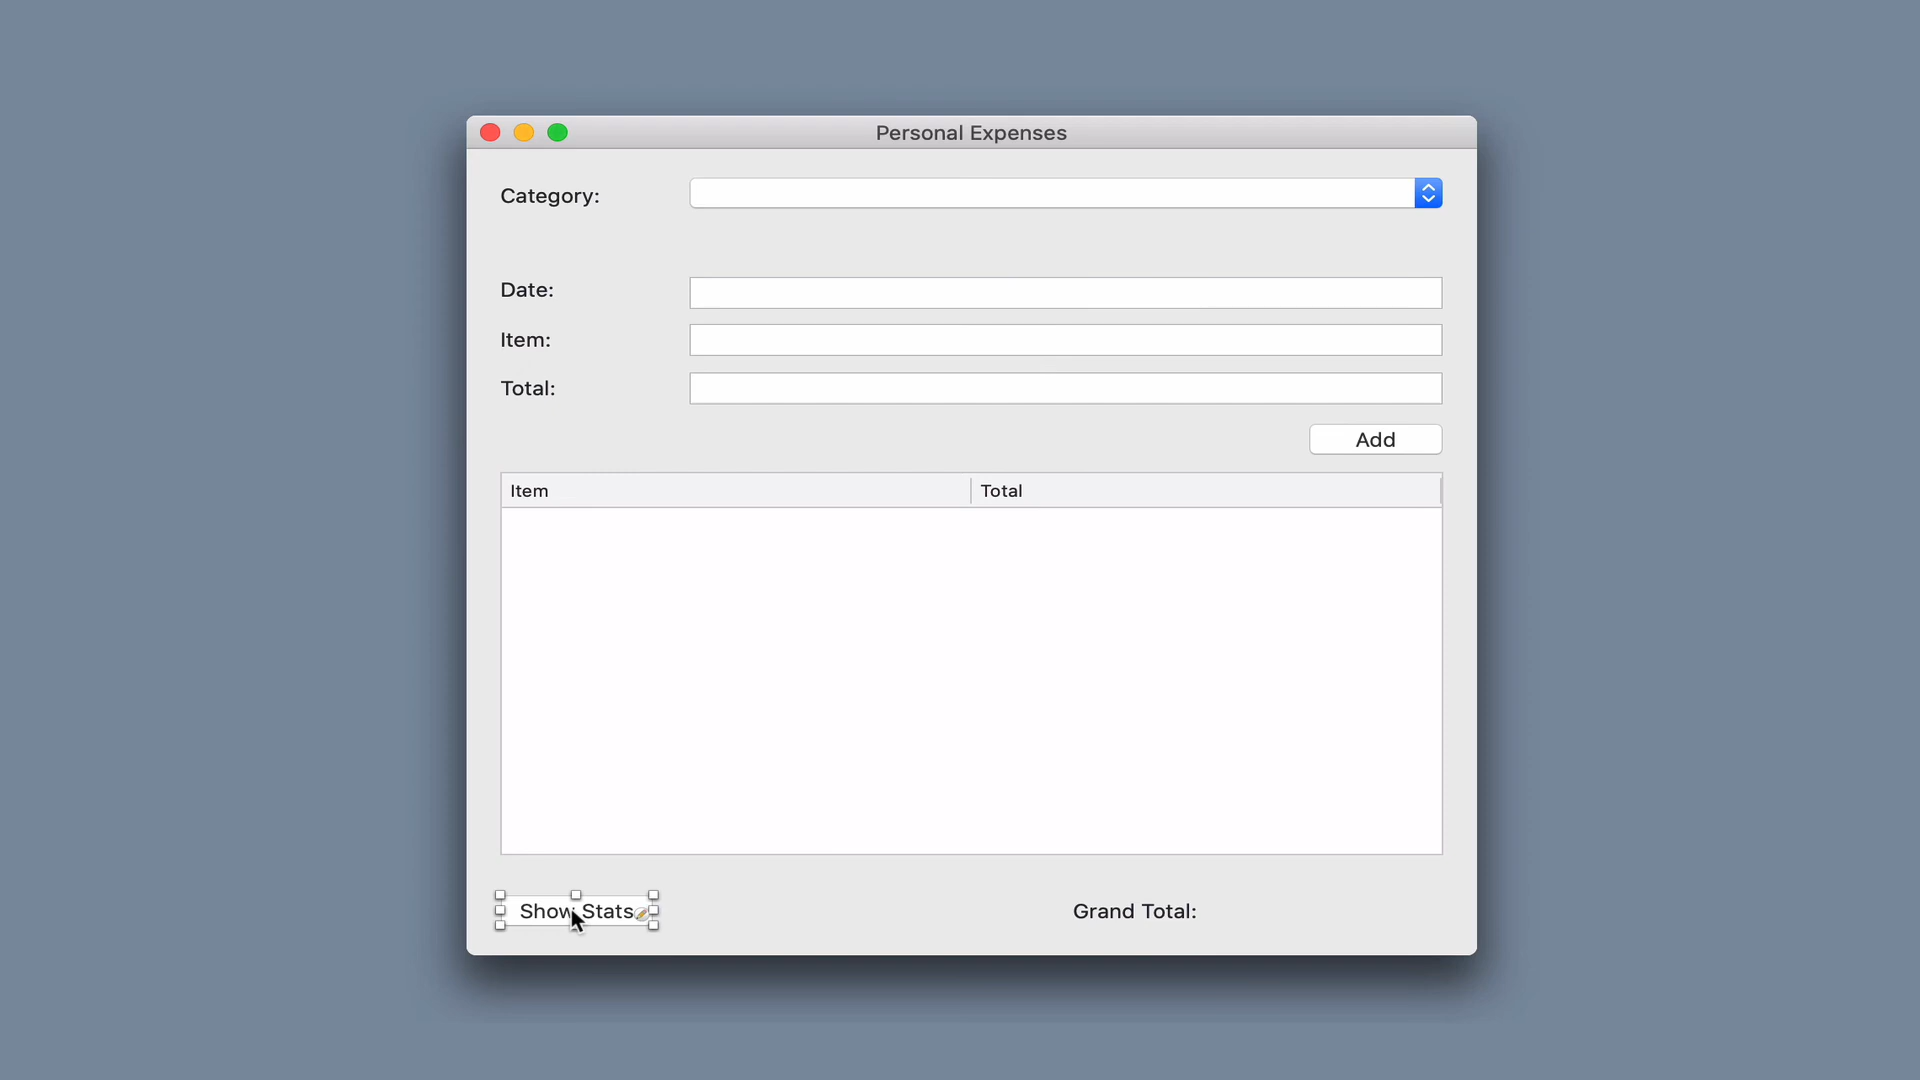 Personal Expenses
Category:
Date:
Item:
Total:
Add
Item Total
Show Stats Grand Total: